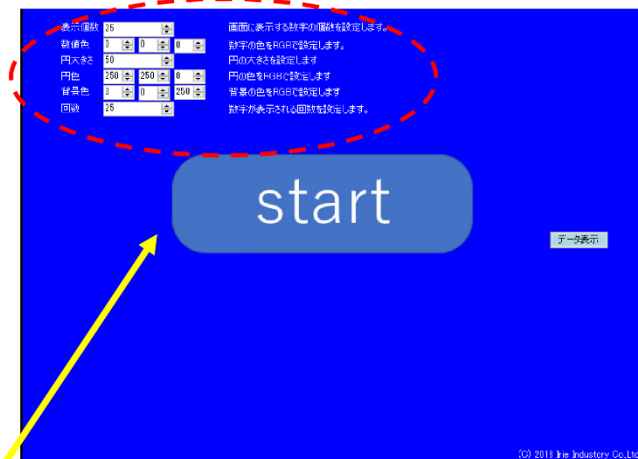 表示個数 25 画面に表示する数字の個数を設定します。
数値色 0 0 0 数字の色をRGBで設定します。
円大きさ 50 円の大きさを設定します
円色 250 250 0 円の色をRGBで設定します
背景色 0 0 250 背景の色をRGBで設定します
回数 25 数字が表示される回数を設定します。
start
データ表示
(C) 2018 Irie Industory Co.Ltd